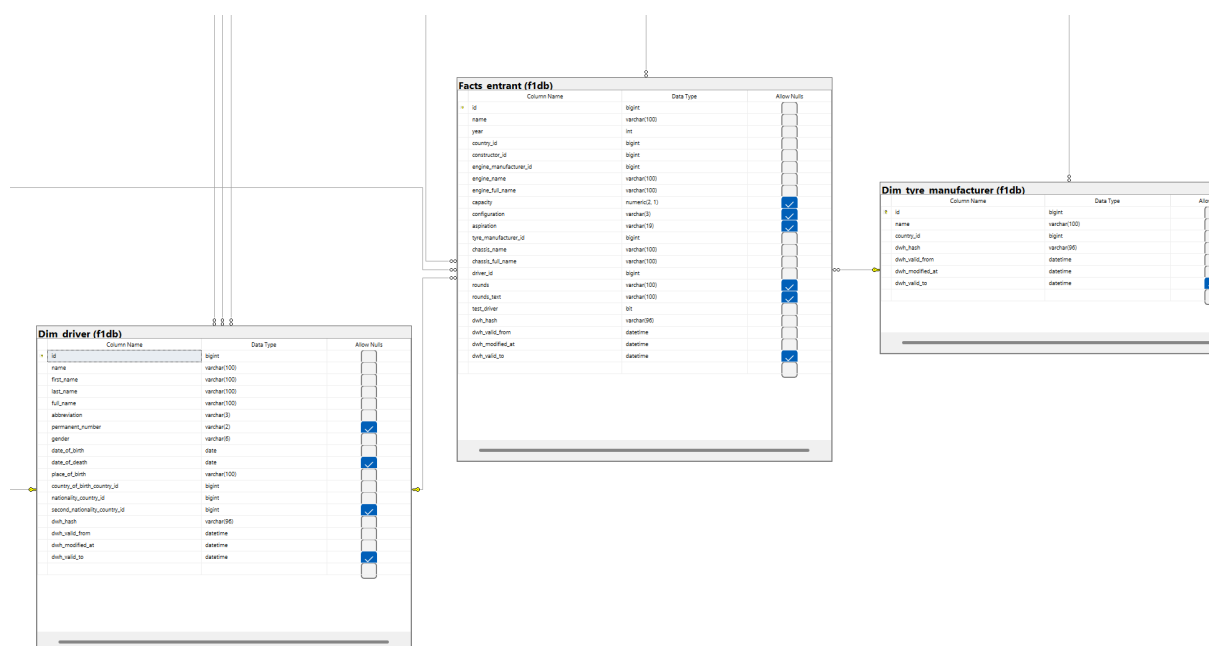 Facts_entrant (f1db)
Column Name Data Type Allow Nulls
id bigint
name varchar(100)
year int
country_id bigint
constructor_id bigint
engine_manufacturer_id bigint
engine_name varchar(100)
engine_full_name varchar(100)
capacity numeric(2, 1)
configuration varchar(3)
aspiration varchar(19)
tyre_manufacturer_id bigint
chassis_name varchar(100)
chassis_full_name varchar(100)
driver_id bigint
rounds varchar(100)
rounds_text varchar(100)
test_driver bit
dwh_hash varchar(96)
dwh_valid_from datetime
dwh_modified_at datetime
dwh_valid_to datetime
Dim_tyre_manufacturer (f1db)
Column Name Data Type Allo
id bigint
name varchar(100)
country_id bigint
dwh_hash varchar(96)
dwh_valid_from datetime
dwh_modified_at datetime
dwh_valid_to datetime
Dim_driver (f1db)
Column Name Data Type Allow Nulls
id bigint
name varchar(100)
first_name varchar(100)
last_name varchar(100)
full_name varchar(100)
abbreviation varchar(3)
permanent_number varchar(2)
gender varchar(6)
date_of_birth date
date_of_death date
place_of_birth varchar(100)
country_of_birth_country_id bigint
nationality_country_id bigint
second_nationality_country_id bigint
dwh_hash varchar(96)
dwh_valid_from datetime
dwh_modified_at datetime
dwh_valid_to datetime